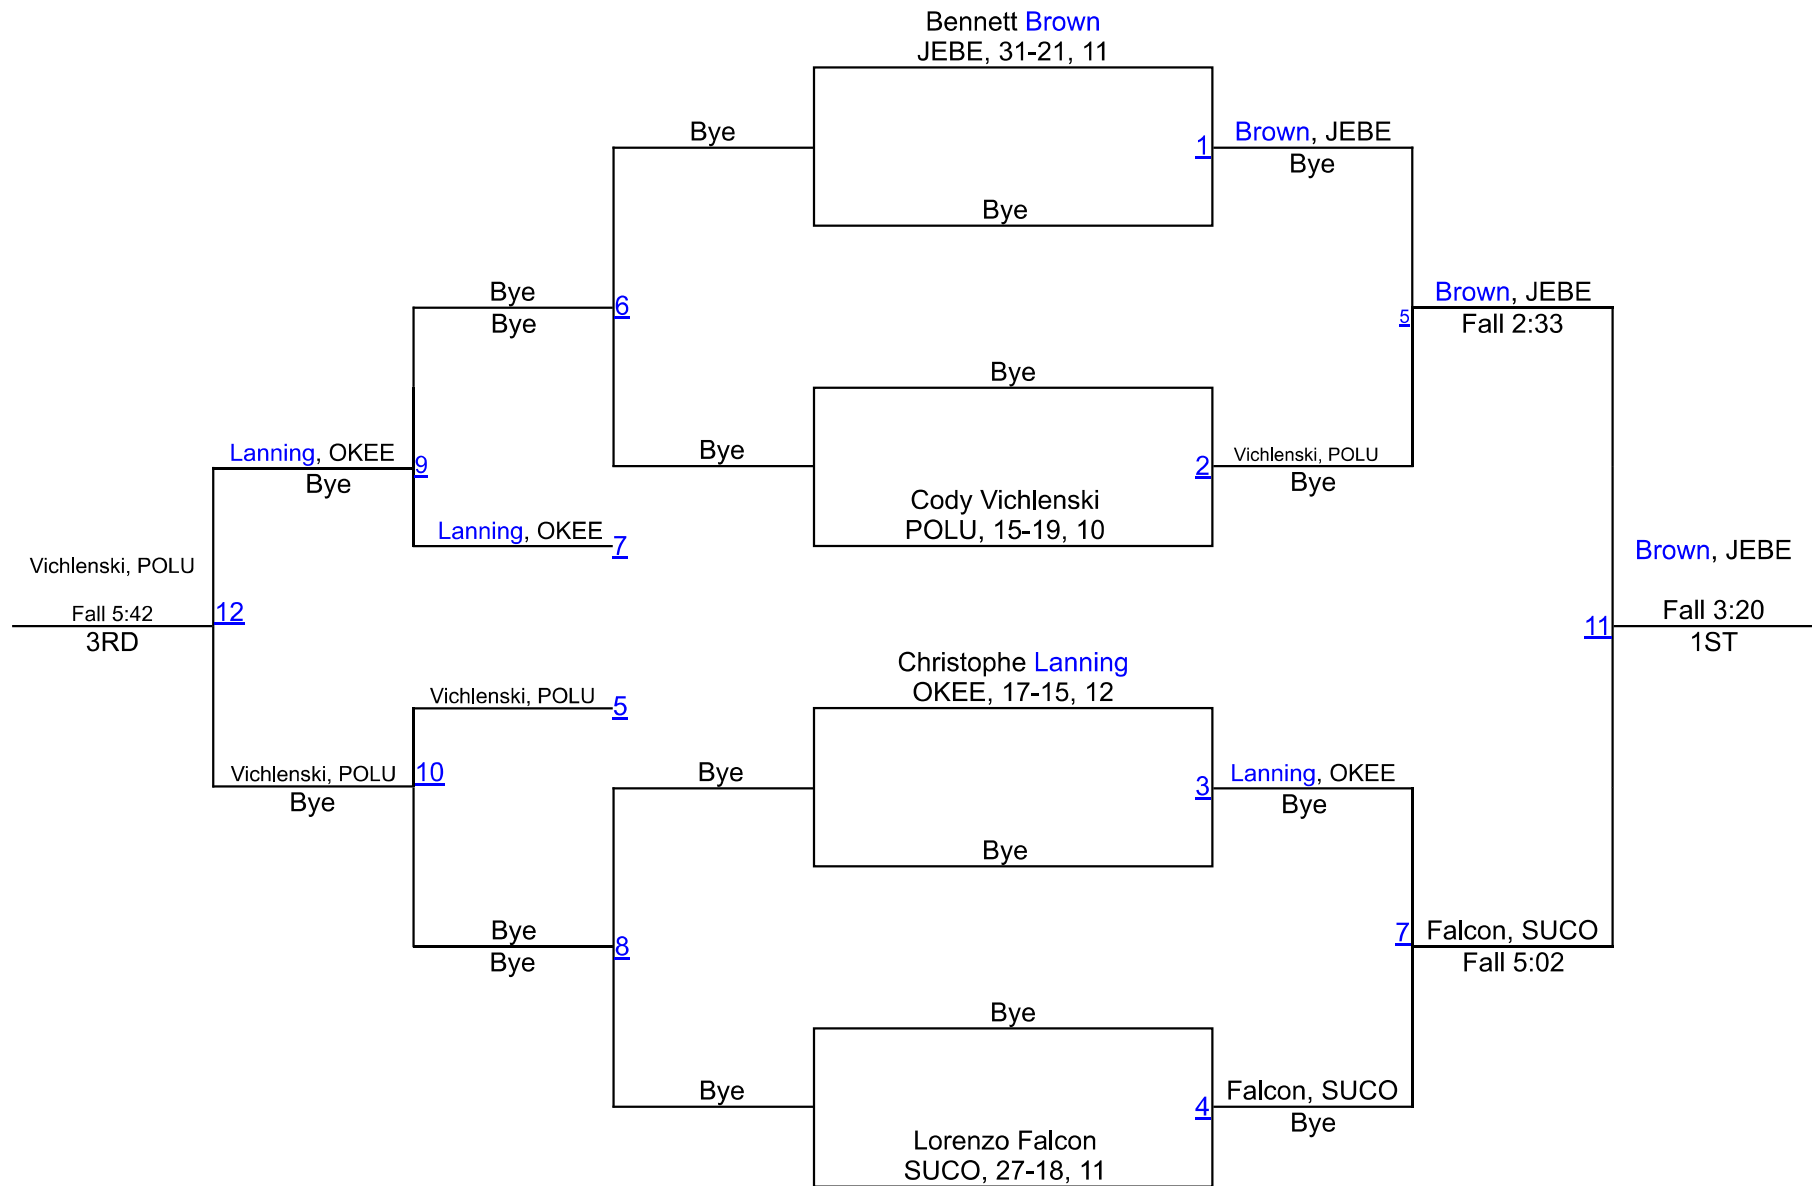 Bennett Brown
JEBE, 31-21, 11
Bye
1
Brown, JEBE
Bye
Bye
Bye
Bye
6
5
Brown, JEBE
Fall 2:33
Bye
Bye
2
Vichlenski, POLU
Bye
Cody Vichlenski
POLU, 15-19, 10
Lanning, OKEE
Bye
9
Lanning, OKEE
7
Vichlenski, POLU
Fall 5:42
3RD
12
Brown, JEBE
11
Fall 3:20
1ST
Christophe Lanning
OKEE, 17-15, 12
Vichlenski, POLU
5
Vichlenski, POLU
Bye
10
Bye
3
Lanning, OKEE
Bye
Bye
Bye
Bye
8
7
Falcon, SUCO
Fall 5:02
Bye
Bye
4
Falcon, SUCO
Bye
Lorenzo Falcon
SUCO, 27-18, 11